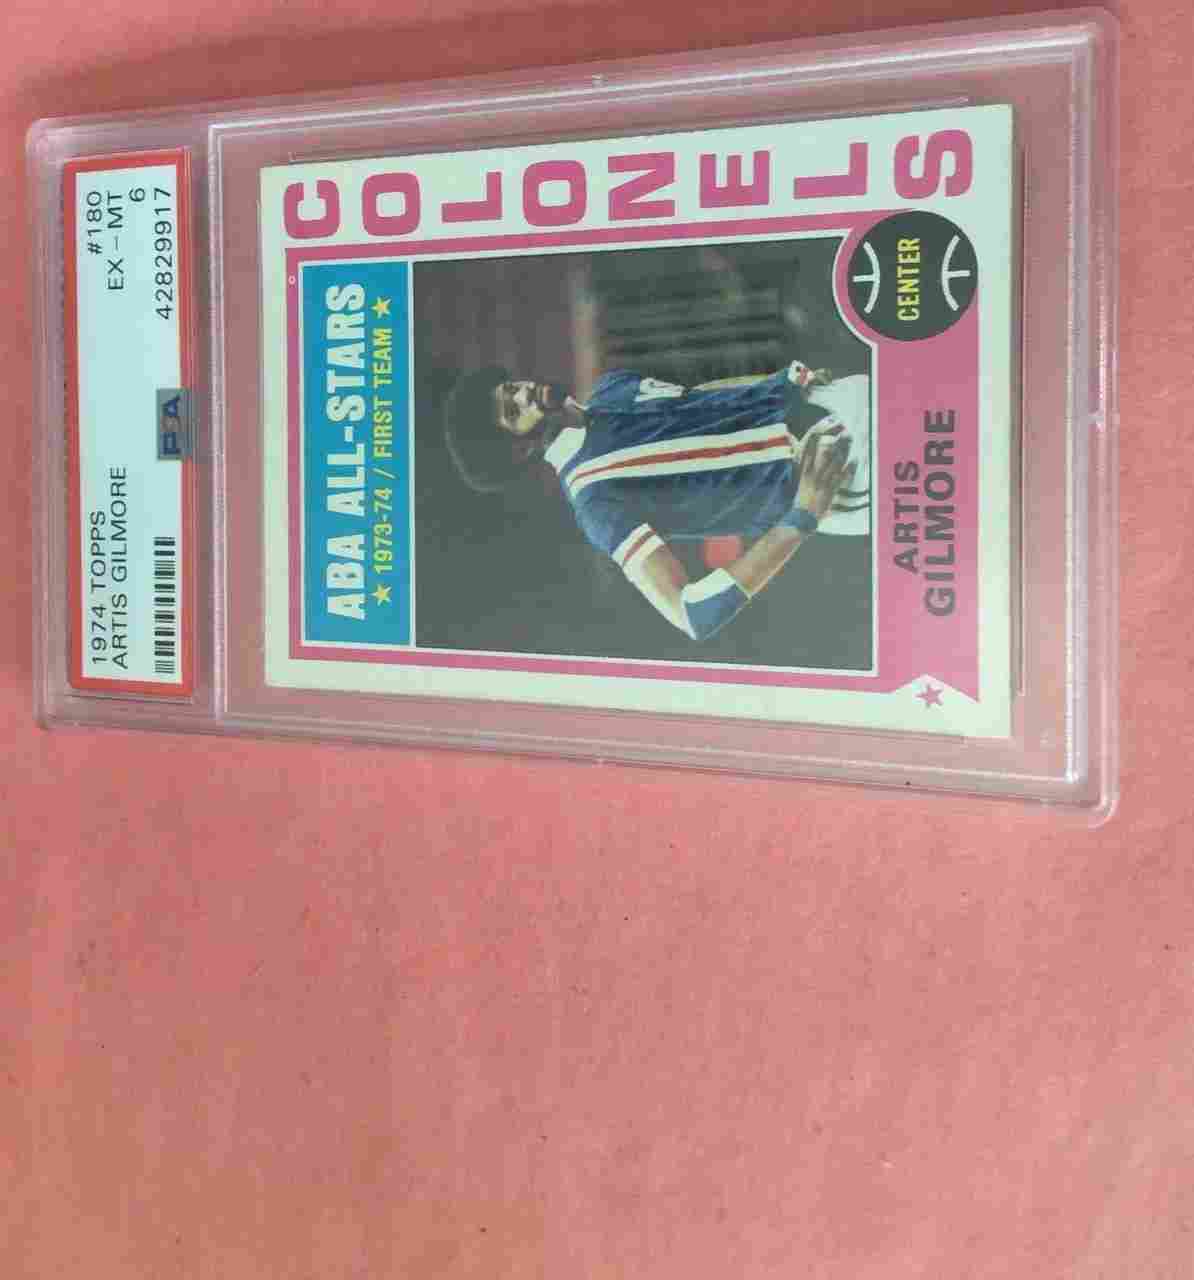 1974 TOPPS #180
ARTIS GILMORE EX - MT
6
42829917
PSA
COLONELS
ABA ALL-STARS
★ 1973-74 / FIRST TEAM ★
CENTER
ARTIS
GILMORE